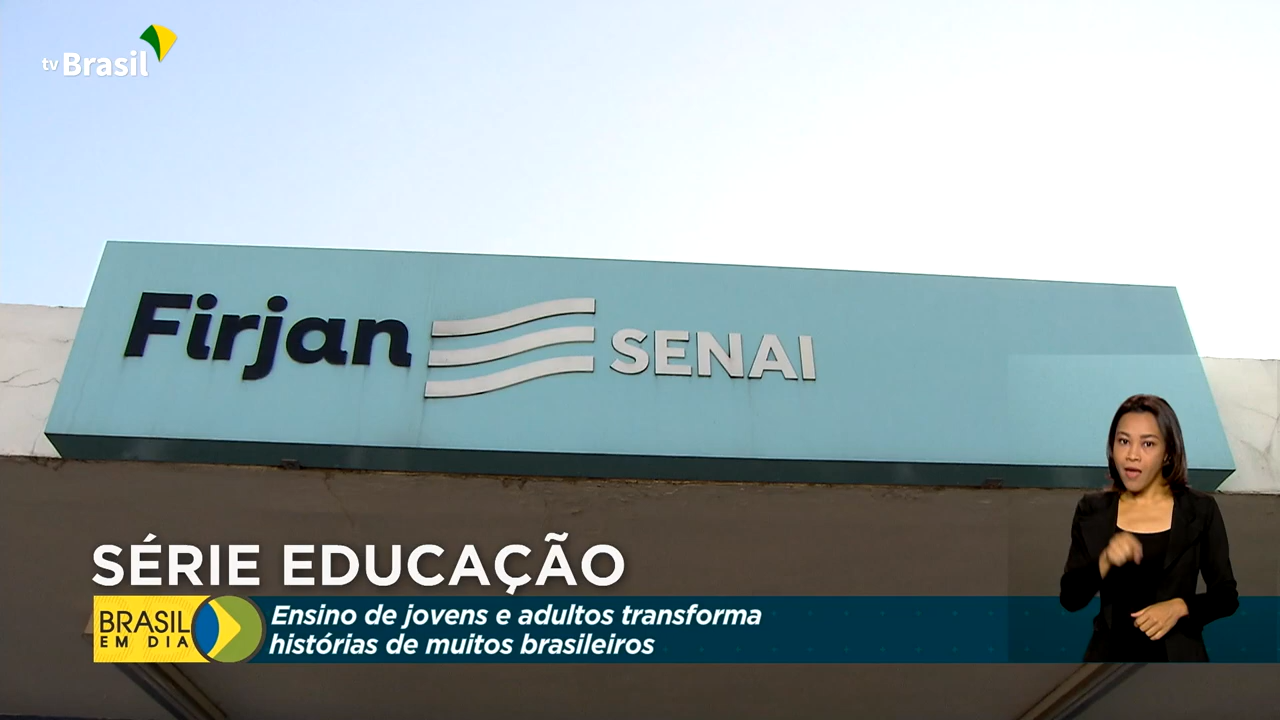 tv Brasil
Firjan SENAI
SÉRIE EDUCAÇÃO
BRASIL EM DIA
Ensino de jovens e adultos transforma
histórias de muitos brasileiros